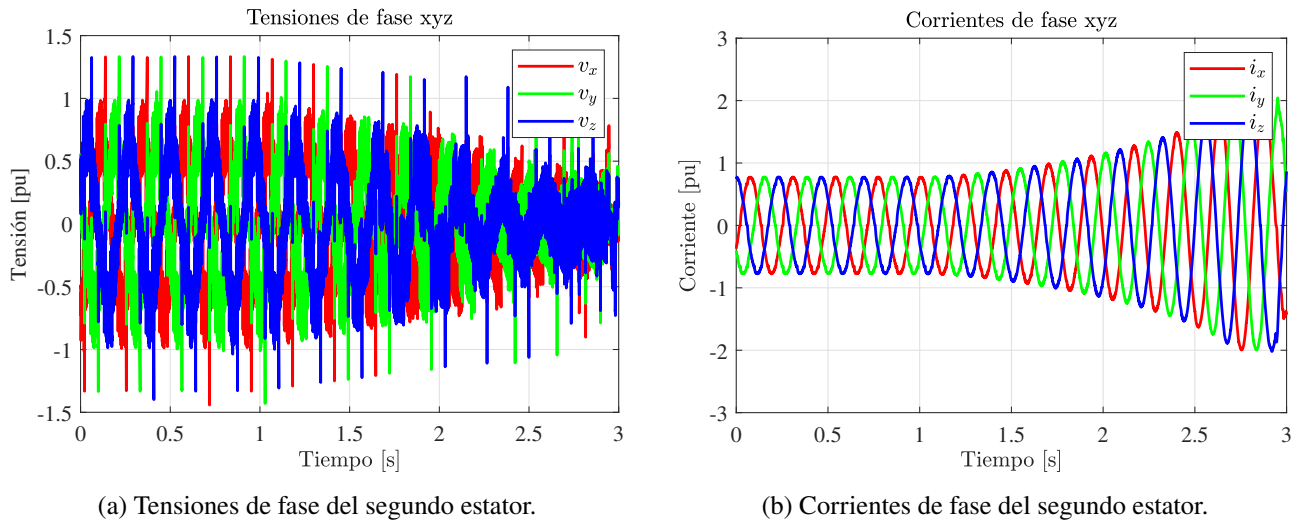 Tensiones de fase xyz
1.5
1
0.5
0
-0.5
-1
-1.5
Tensión [pu]
v_x
v_y
v_z
0 0.5 1 1.5 2 2.5 3
Tiempo [s]
(a) Tensiones de fase del segundo estator.
Corrientes de fase xyz
3
2
1
0
-1
-2
-3
Corriente [pu]
i_x
i_y
i_z
0 0.5 1 1.5 2 2.5 3
Tiempo [s]
(b) Corrientes de fase del segundo estator.